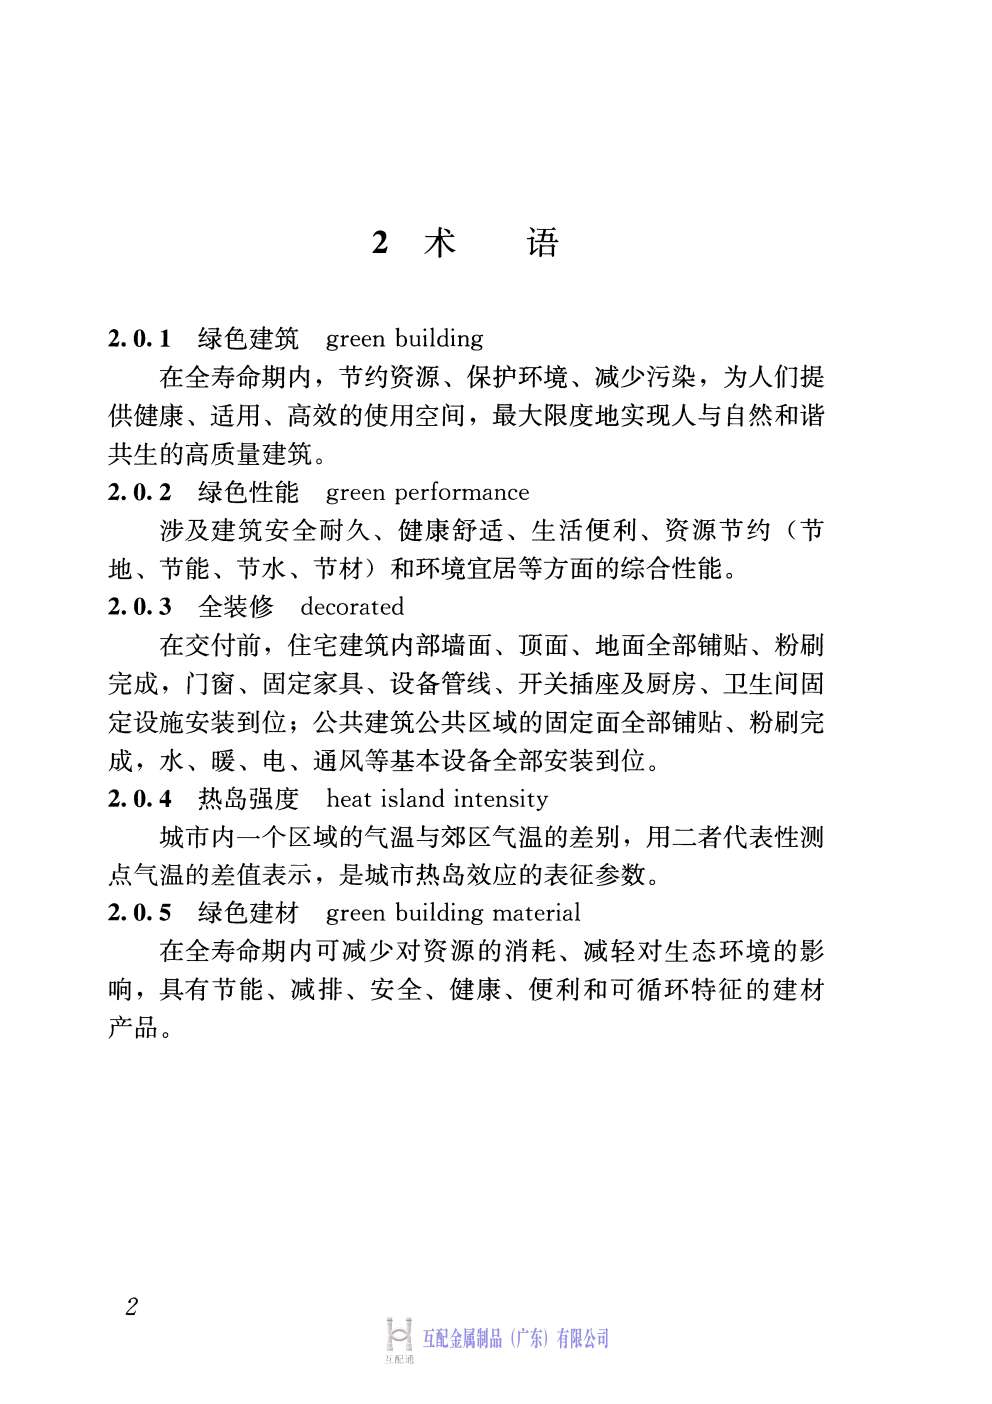 2 术 语
2.0.1 绿色建筑 green building
在全寿命期内，节约资源、保护环境、减少污染，为人们提
供健康、适用、高效的使用空间，最大限度地实现人与自然和谐
共生的高质量建筑。
2.0.2 绿色性能 green performance
涉及建筑安全耐久、健康舒适、生活便利、资源节约（节
地、节能、节水、节材）和环境宜居等方面的综合性能。
2.0.3 全装修 decorated
在交付前，住宅建筑内部墙面、顶面、地面全部铺贴、粉刷
完成，门窗、固定家具、设备管线、开关插座及厨房、卫生间固
定设施安装到位；公共建筑公共区域的固定面全部铺贴、粉刷完
成，水、暖、电、通风等基本设备全部安装到位。
2.0.4 热岛强度 heat island intensity
城市内一个区域的气温与郊区气温的差别，用二者代表性测
点气温的差值表示，是城市热岛效应的表征参数。
2.0.5 绿色建材 green building material
在全寿命期内可减少对资源的消耗、减轻对生态环境的影
响，具有节能、减排、安全、健康、便利和可循环特征的建材
产品。
2
互配金属制品（广东）有限公司
互配通